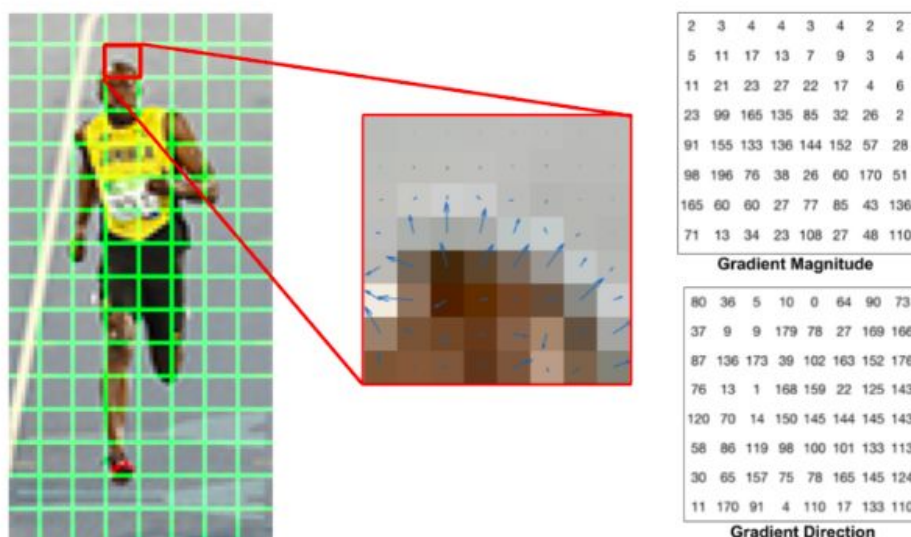 2 3 4 4 3 4 2 2
5 11 17 13 7 9 3 4
11 21 23 27 22 17 4 6
23 99 165 135 85 32 26 2
91 155 133 136 144 152 57 28
98 196 76 38 26 60 170 51
165 60 60 27 77 85 43 136
71 13 34 23 108 27 48 110
Gradient Magnitude
80 36 5 10 0 64 90 73
37 9 9 179 78 27 169 166
87 136 173 39 102 163 152 176
76 13 1 168 159 22 125 143
120 70 14 150 145 144 145 143
58 86 119 98 100 101 133 113
30 65 157 75 78 165 145 124
11 170 91 4 110 17 133 110
Gradient Direction